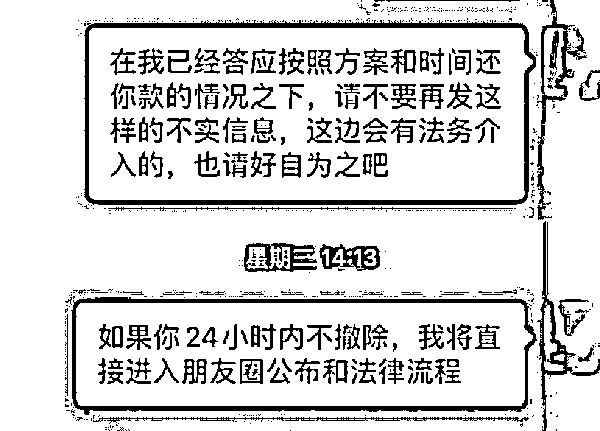 在我已经答应按照方案和时间还
你款的情况之下，请不要再发这
样的不实信息，这边会有法务介
入的，也请好自为之吧
星期三 14:13
如果你24小时内不撤除，我将直
接进入朋友圈公布和法律流程